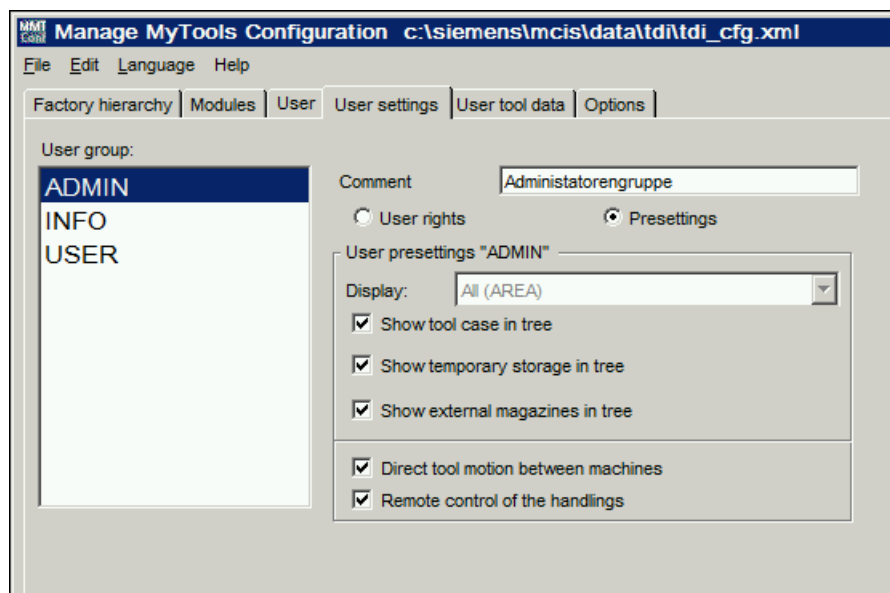 MMT Conf Manage MyTools Configuration c:\siemens\mcis\data\tdi\tdi_cfg.xml
File Edit Language Help
Factory hierarchy Modules User User settings User tool data Options
User group:
ADMIN
INFO
USER
Comment Administatorengruppe
User rights Presettings
User presettings "ADMIN"
Display: All (AREA)
Show tool case in tree
Show temporary storage in tree
Show external magazines in tree
Direct tool motion between machines
Remote control of the handlings